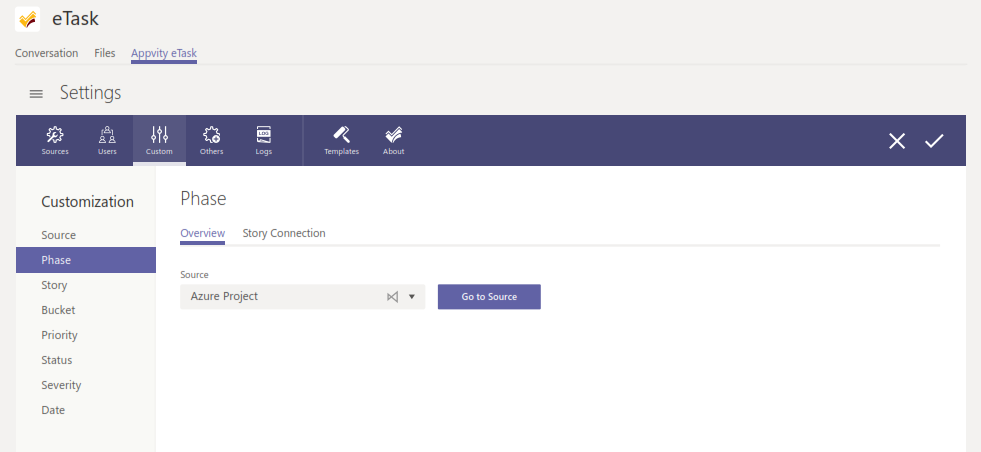 eTask
Conversation Files Appvity eTask
Settings
Sources Users Custom Others LOG Logs Templates About
Customization
Source
Phase
Story
Bucket
Priority
Status
Severity
Date
Phase
Overview Story Connection
Source
Azure Project Go to Source